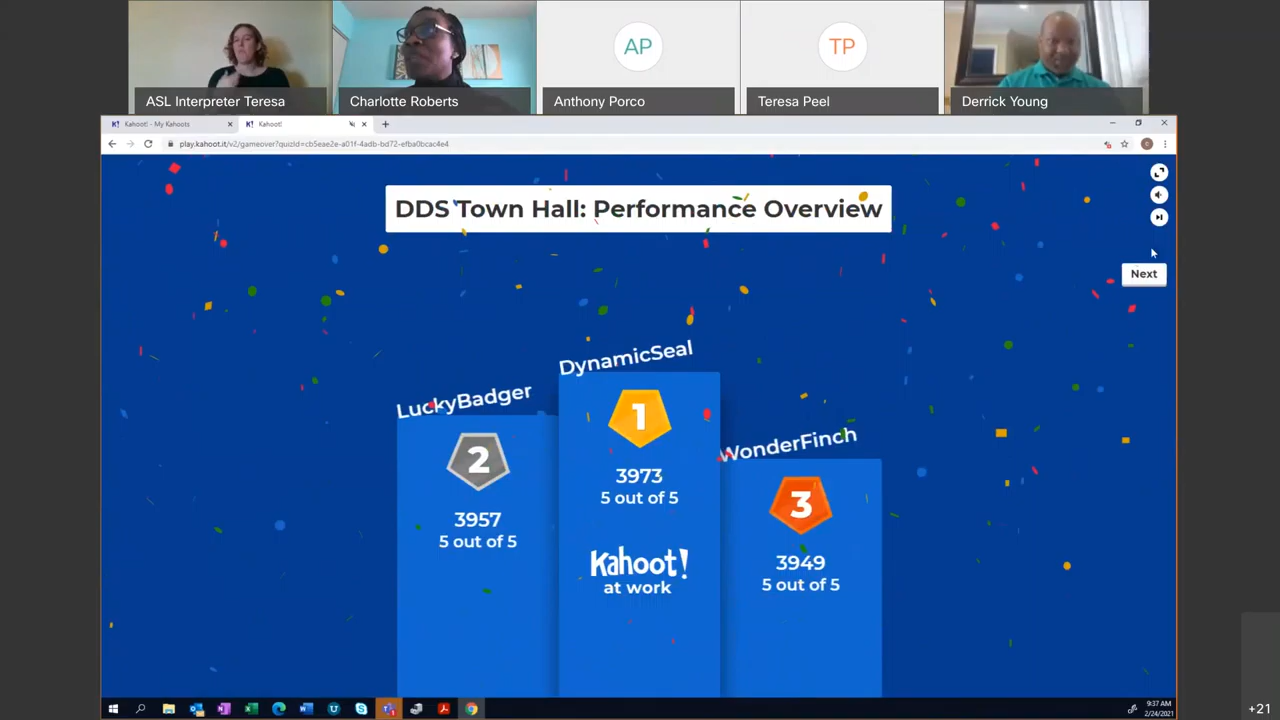 AP
TP
ASL Interpreter Teresa
Charlotte Roberts
Anthony Porco
Teresa Peel
Derrick Young
Kahoot! - My Kahoots
Kahoot!
play.kahoot.it/v2/gameover?quizId=cb5eae2e-a01f-4adb-bd72-efba0bcac4e4
DDS Town Hall: Performance Overview
Next
DynamicSeal
LuckyBadger
WonderFinch
1
3973
5 out of 5
2
3957
5 out of 5
3
3949
5 out of 5
Kahoot!
at work
9:37 AM
2/24/2021
+21